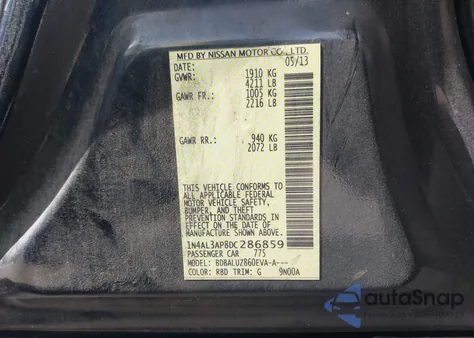 MFD BY NISSAN MOTOR CO., LTD.
DATE: 05/13
GVWR: 1910 KG
4211 LB
GAWR FR.: 1005 KG
2216 LB
GAWR RR.: 940 KG
2072 LB
THIS VEHICLE CONFORMS TO
ALL APPLICABLE FEDERAL
MOTOR VEHICLE SAFETY,
BUMPER, AND THEFT
PREVENTION STANDARDS IN
EFFECT ON THE DATE OF
MANUFACTURE SHOWN ABOVE.
1N4AL3AP8DC286859
PASSENGER CAR 775
MODEL: BDBALUZ860EVA-A---
COLOR: RBD TRIM: G 9N00A
autoSnap